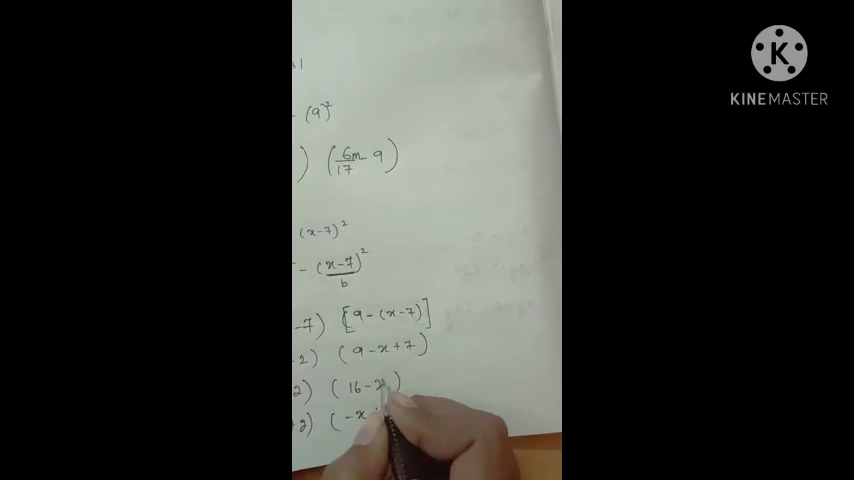 - (9)²
) (6m/17 - 9)
(x-7)²
- (x-7)²
b
-7) [9 - (x-7)]
-2) (9-x+7)
2) (16-x)
+2) (-x
K
KINEMASTER